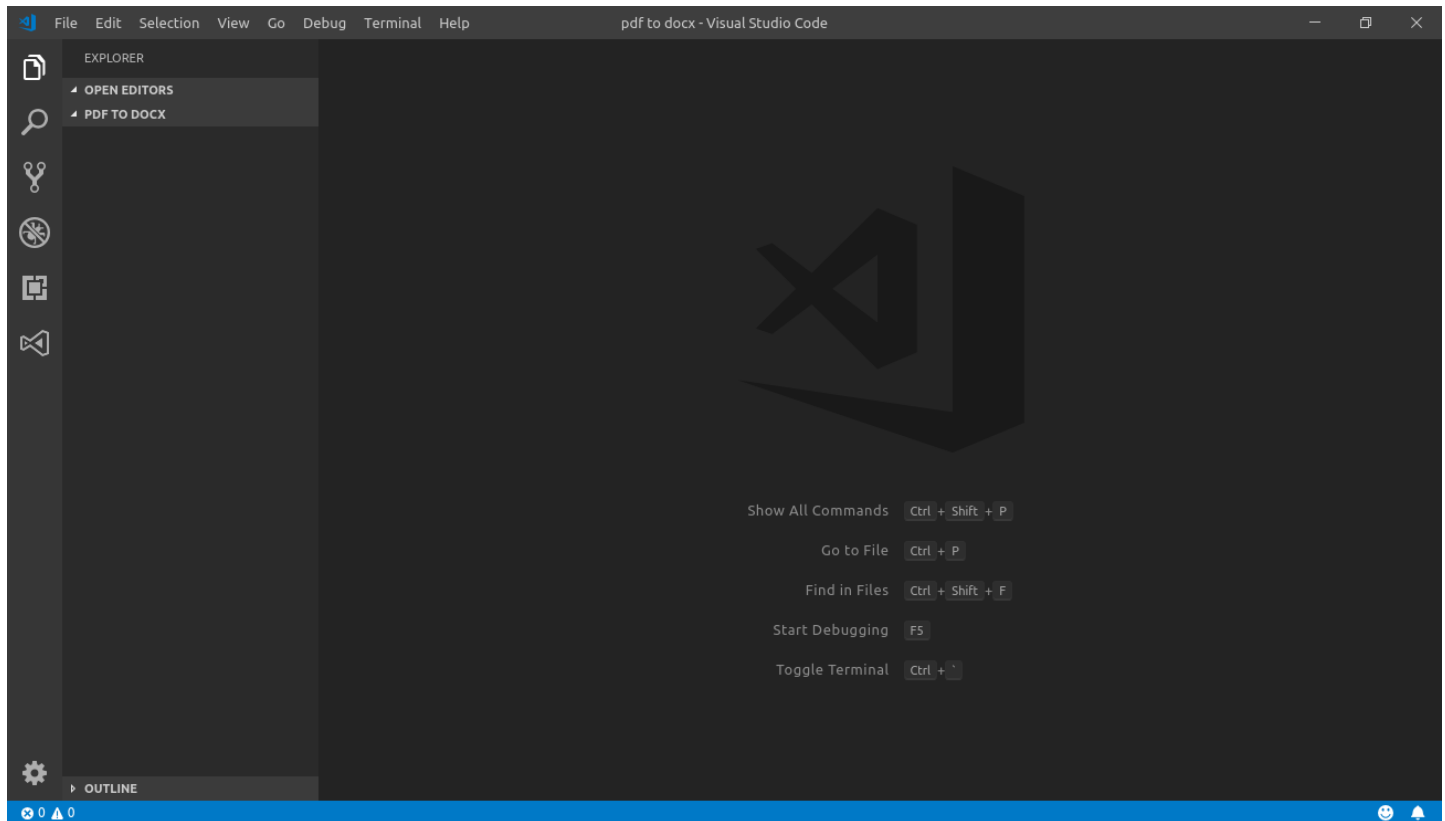 File Edit Selection View Go Debug Terminal Help pdf to docx - Visual Studio Code
EXPLORER
OPEN EDITORS
PDF TO DOCX
Show All Commands Ctrl + Shift + P
Go to File Ctrl + P
Find in Files Ctrl + Shift + F
Start Debugging F5
Toggle Terminal Ctrl + `
OUTLINE
0 0